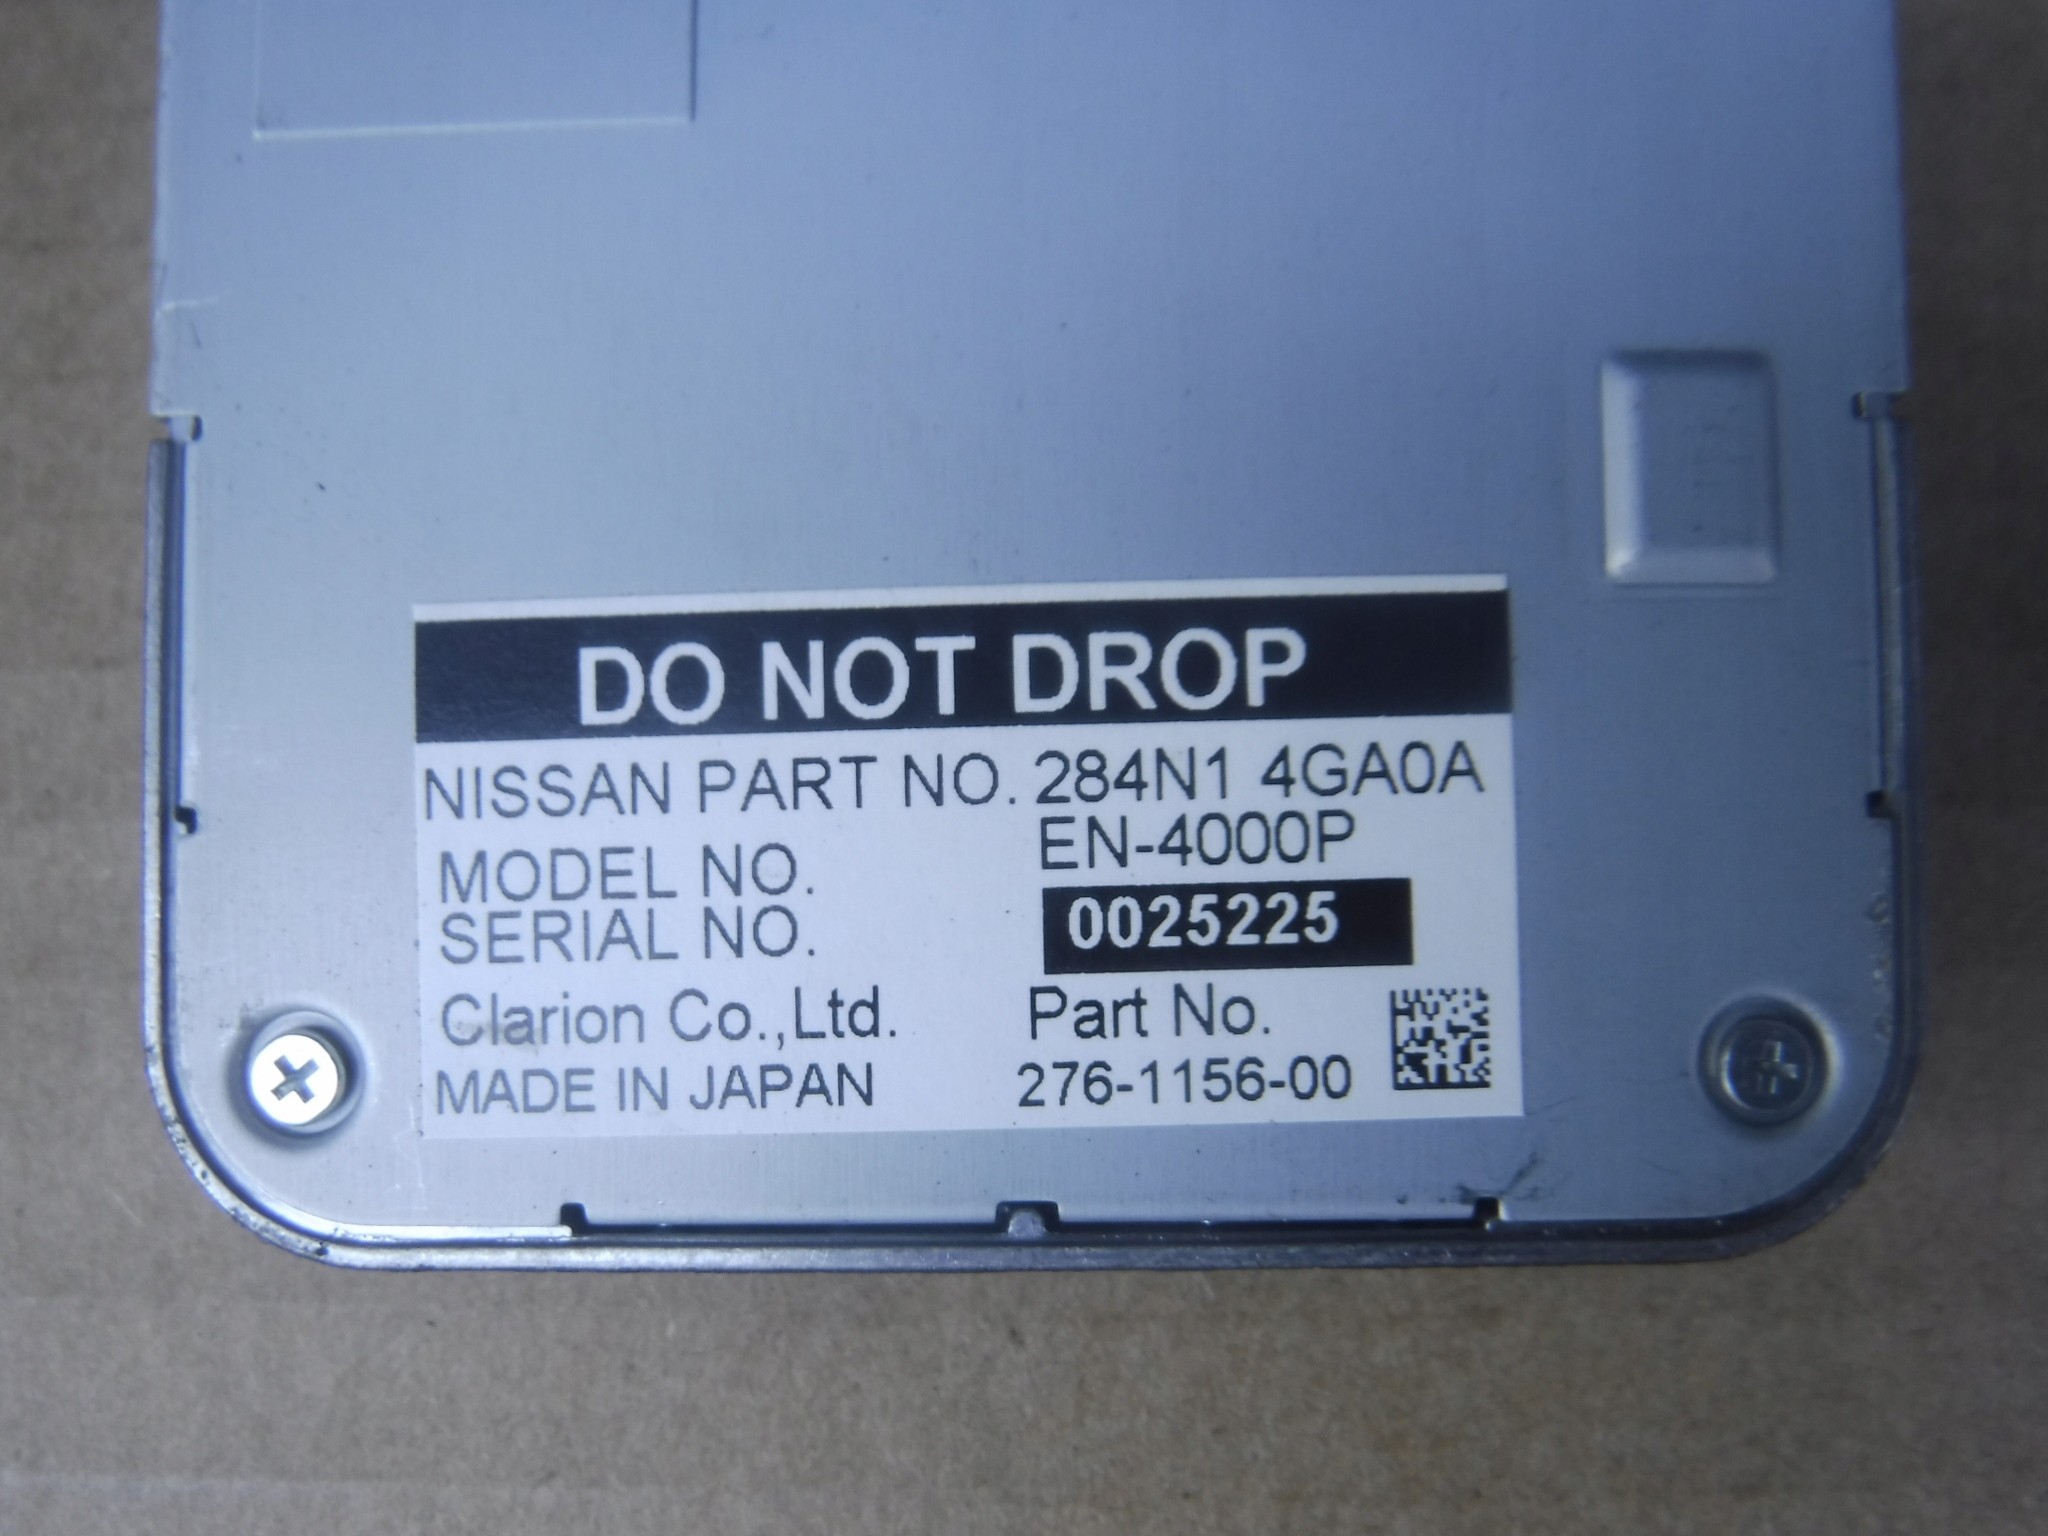 DO NOT DROP
NISSAN PART NO. 284N1 4GA0A
MODEL NO. EN-4000P
SERIAL NO. 0025225
Clarion Co.,Ltd. Part No.
MADE IN JAPAN 276-1156-00